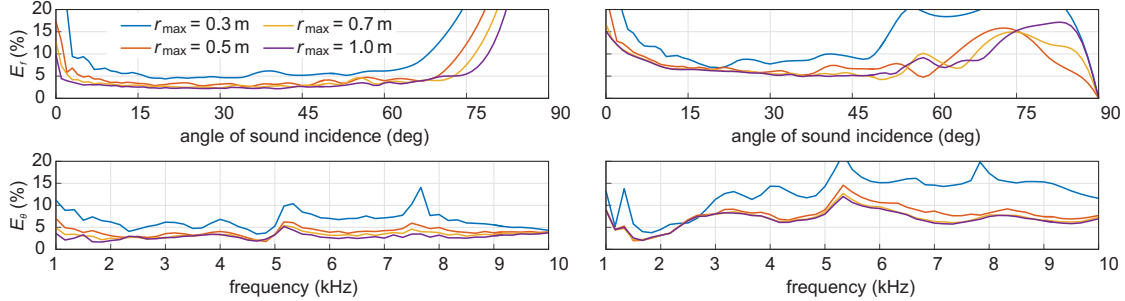 20
15
10
5
0
E_f (%)
r_max = 0.3 m
r_max = 0.5 m
r_max = 0.7 m
r_max = 1.0 m
0 15 30 45 60 75 90
angle of sound incidence (deg)
20
15
10
5
0
E_f (%)
0 15 30 45 60 75 90
angle of sound incidence (deg)
20
15
10
5
0
E_θ (%)
1 2 3 4 5 6 7 8 9 10
frequency (kHz)
20
15
10
5
0
E_θ (%)
1 2 3 4 5 6 7 8 9 10
frequency (kHz)